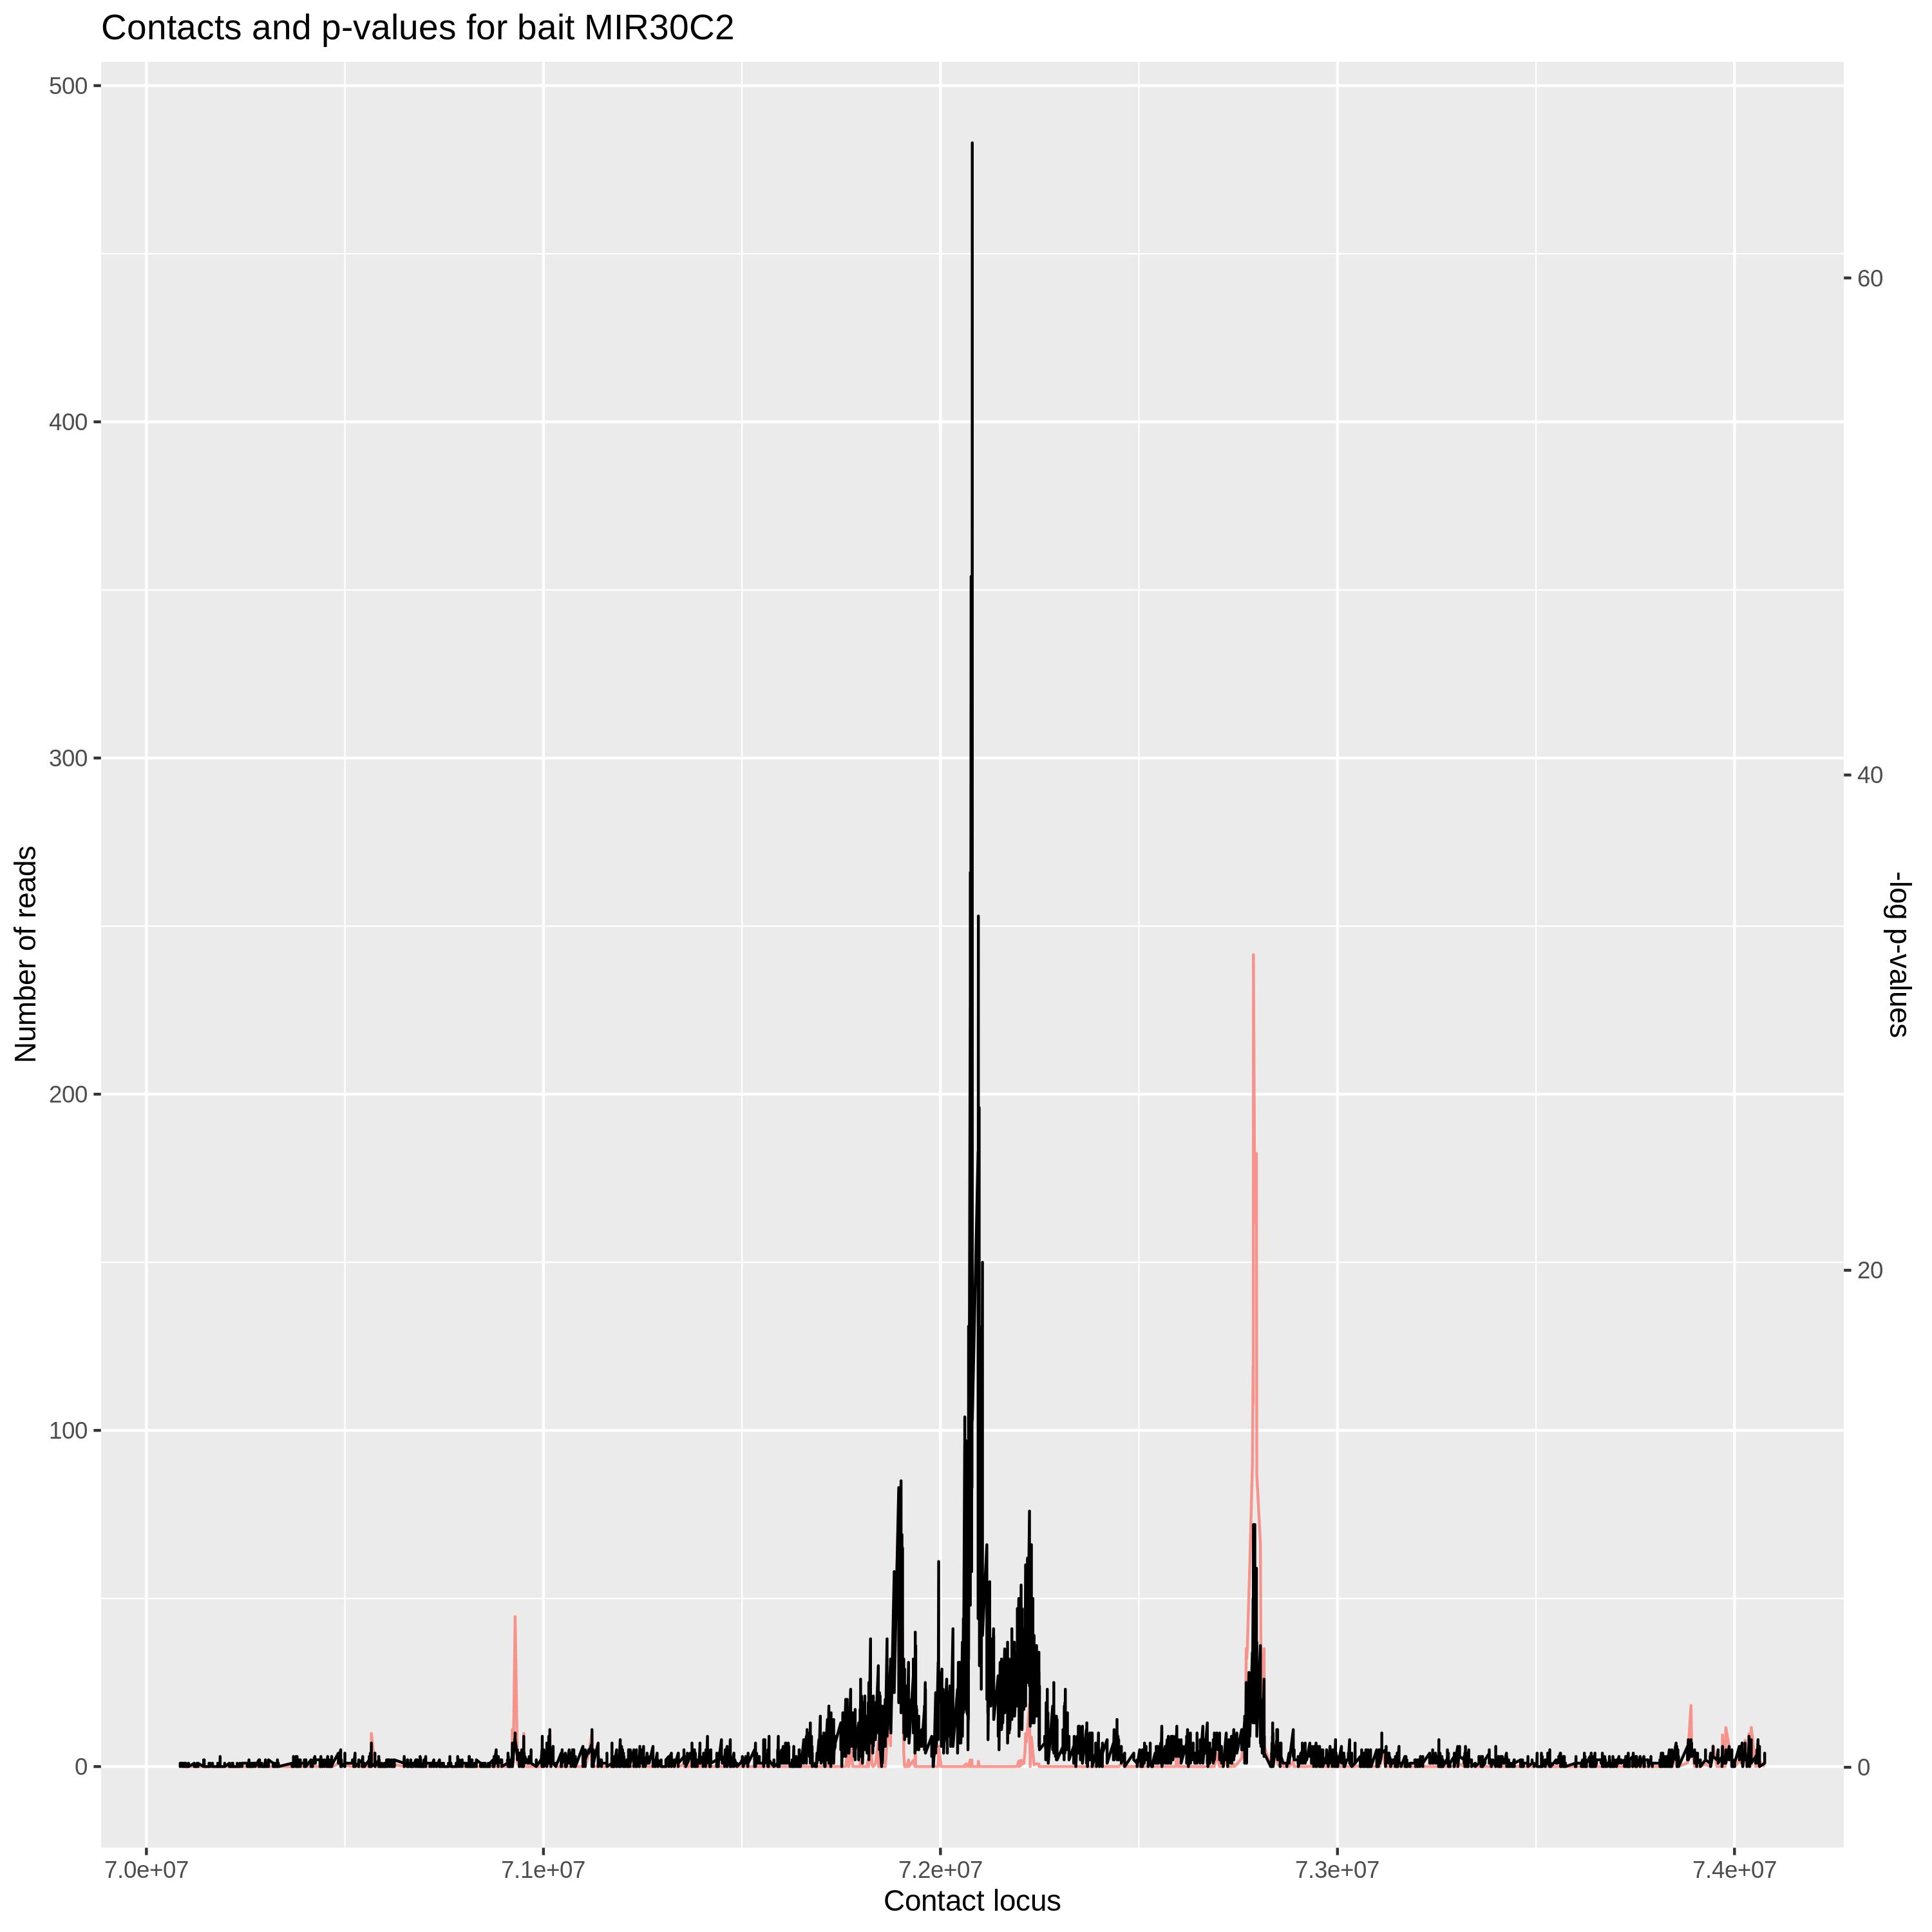 Contacts and p-values for bait MIR30C2
500
400
300
200
100
0
Number of reads
60
40
20
0
-log p-values
7.0e+07 7.1e+07 7.2e+07 7.3e+07 7.4e+07
Contact locus